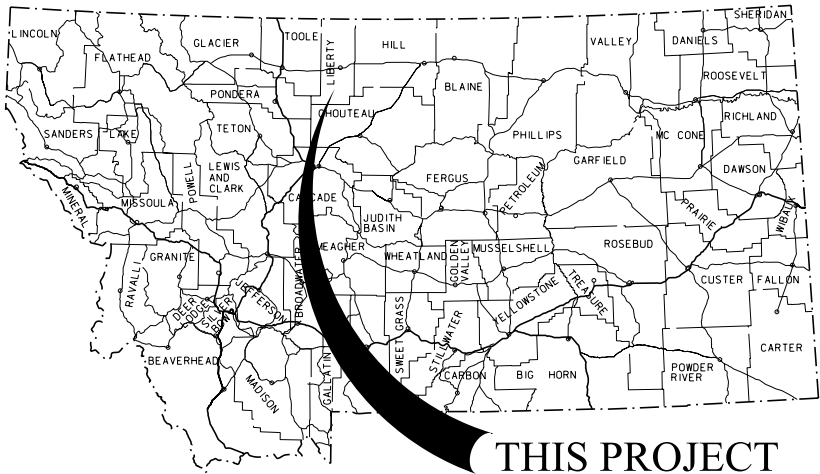 LINCOLN
FLATHEAD
GLACIER
TOOLE
LIBERTY
HILL
BLAINE
VALLEY
DANIELS
SHERIDAN
ROOSEVELT
PONDERA
CHOUTEAU
TETON
SANDERS
LAKE
PHILLIPS
MC CONE
RICHLAND
GARFIELD
DAWSON
LEWIS
AND
CLARK
POWELL
MINERAL
MISSOULA
CASCADE
FERGUS
PETROLEUM
JUDITH
BASIN
PRAIRIE
WIBAUX
GRANITE
RAVALLI
BROADWATER
MEAGHER
WHEATLAND
GOLDEN
VALLEY
MUSSELSHELL
ROSEBUD
CUSTER
FALLON
DEER
LODGE
SILVER
BOW
JEFFERSON
SWEET GRASS
STILLWATER
YELLOWSTONE
TREASURE
BEAVERHEAD
MADISON
GALLATIN
CARBON
BIG HORN
POWDER
RIVER
CARTER
THIS PROJECT